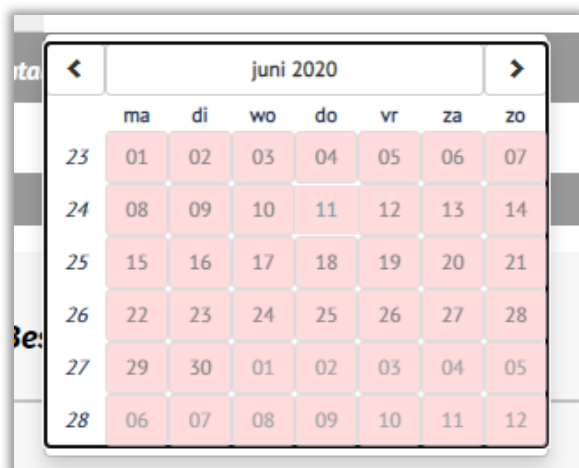 juni 2020
ma di wo do vr za zo
23 01 02 03 04 05 06 07
24 08 09 10 11 12 13 14
25 15 16 17 18 19 20 21
26 22 23 24 25 26 27 28
27 29 30 01 02 03 04 05
28 06 07 08 09 10 11 12